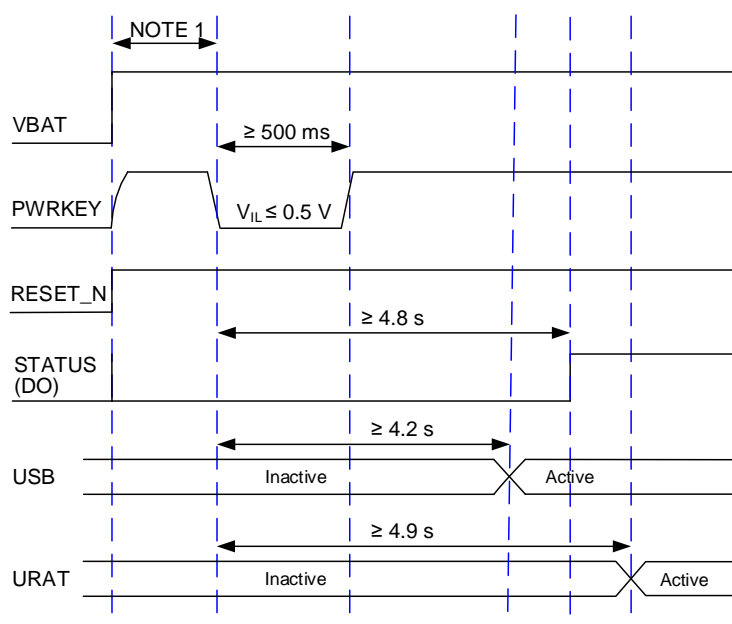 NOTE 1
VBAT
≥ 500 ms
PWRKEY
VIL ≤ 0.5 V
RESET_N
≥ 4.8 s
STATUS
(DO)
≥ 4.2 s
USB
Inactive
Active
≥ 4.9 s
URAT
Inactive
Active